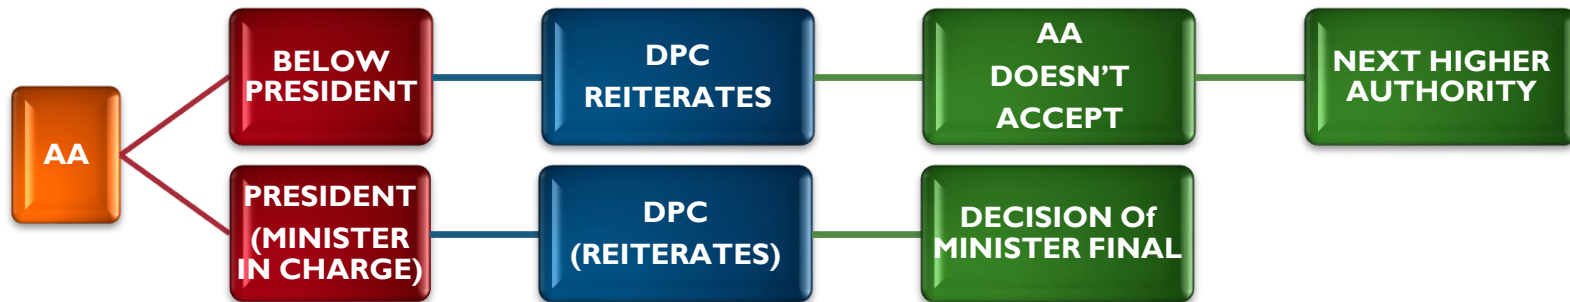 AA
BELOW
PRESIDENT
DPC
REITERATES
AA
DOESN'T
ACCEPT
NEXT HIGHER
AUTHORITY
PRESIDENT
(MINISTER
IN CHARGE)
DPC
(REITERATES)
DECISION Of
MINISTER FINAL